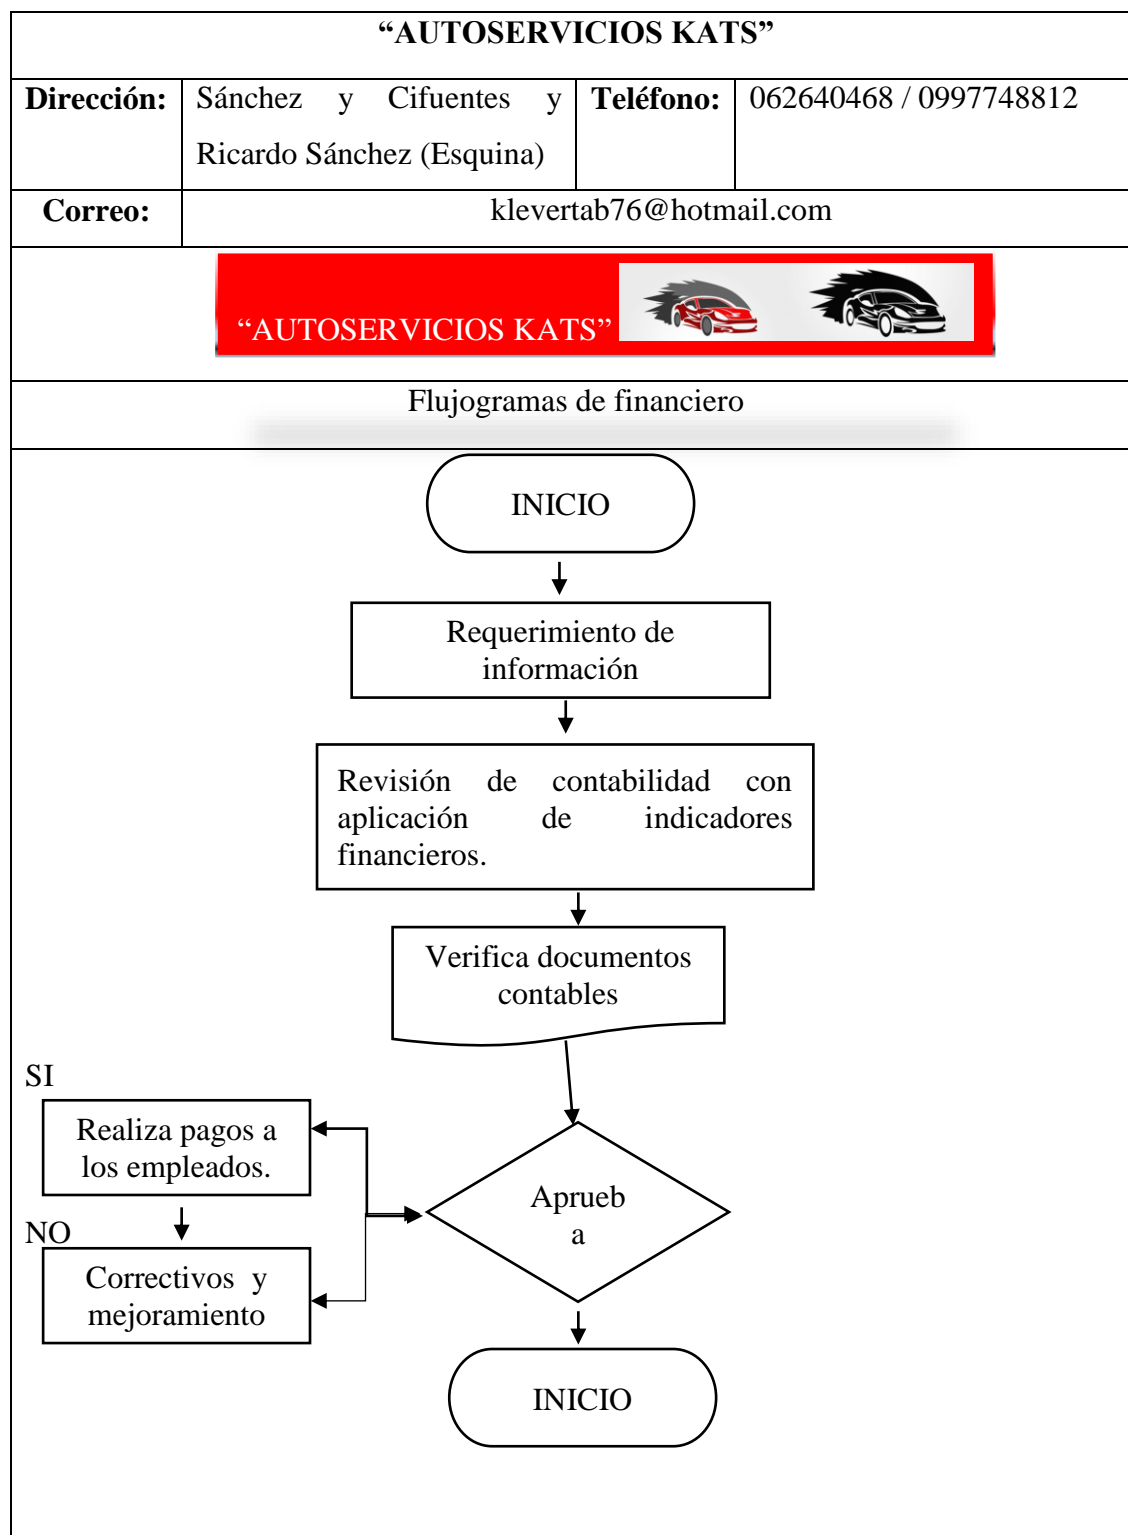 “AUTOSERVICIOS KATS”
Dirección:
Sánchez y Cifuentes y
Ricardo Sánchez (Esquina)
Teléfono:
062640468 / 0997748812
Correo:
klevertab76@hotmail.com
“AUTOSERVICIOS KATS”
Flujogramas de financiero
INICIO
Requerimiento de
información
Revisión de contabilidad con
aplicación de indicadores
financieros.
Verifica documentos
contables
SI
Realiza pagos a
los empleados.
Aprueb
a
NO
Correctivos y
mejoramiento
INICIO